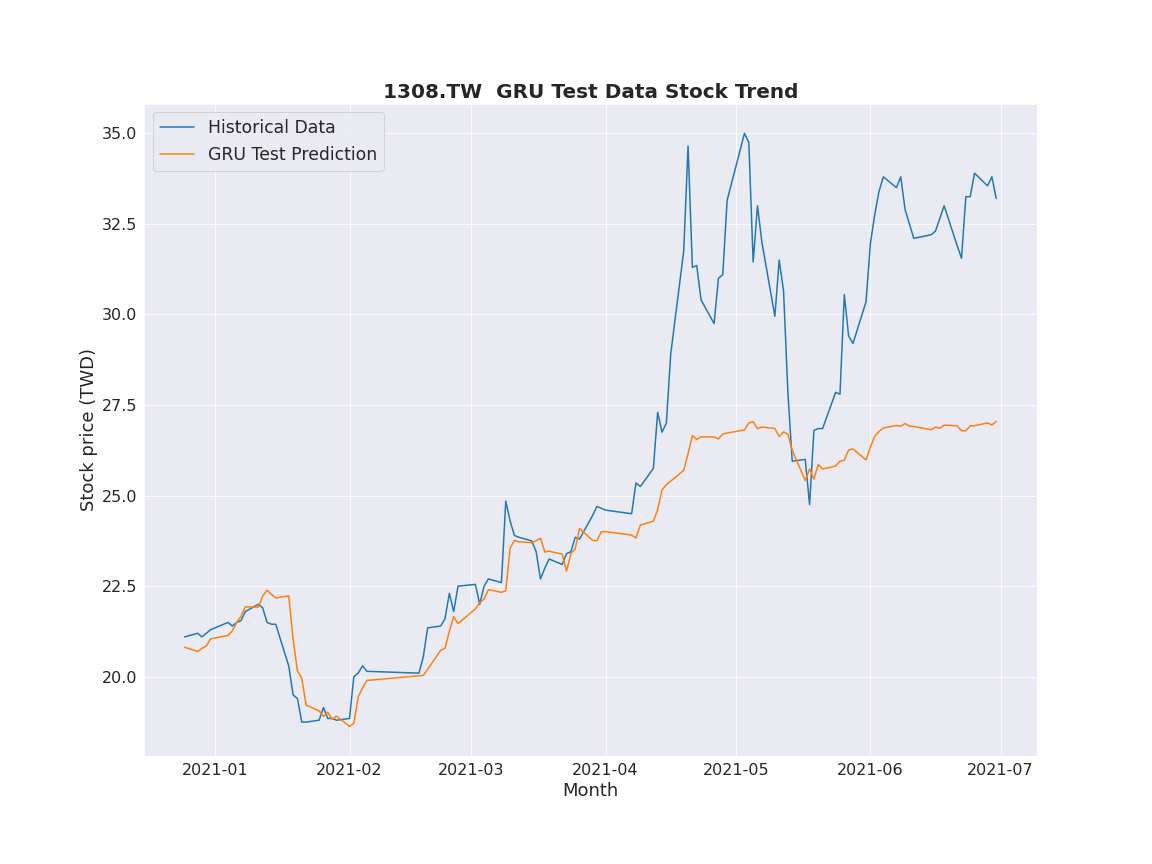 1308.TW  GRU Test Data Stock Trend
Historical Data
GRU Test Prediction
Stock price (TWD)
35.0
32.5
30.0
27.5
25.0
22.5
20.0
2021-01 2021-02 2021-03 2021-04 2021-05 2021-06 2021-07
Month